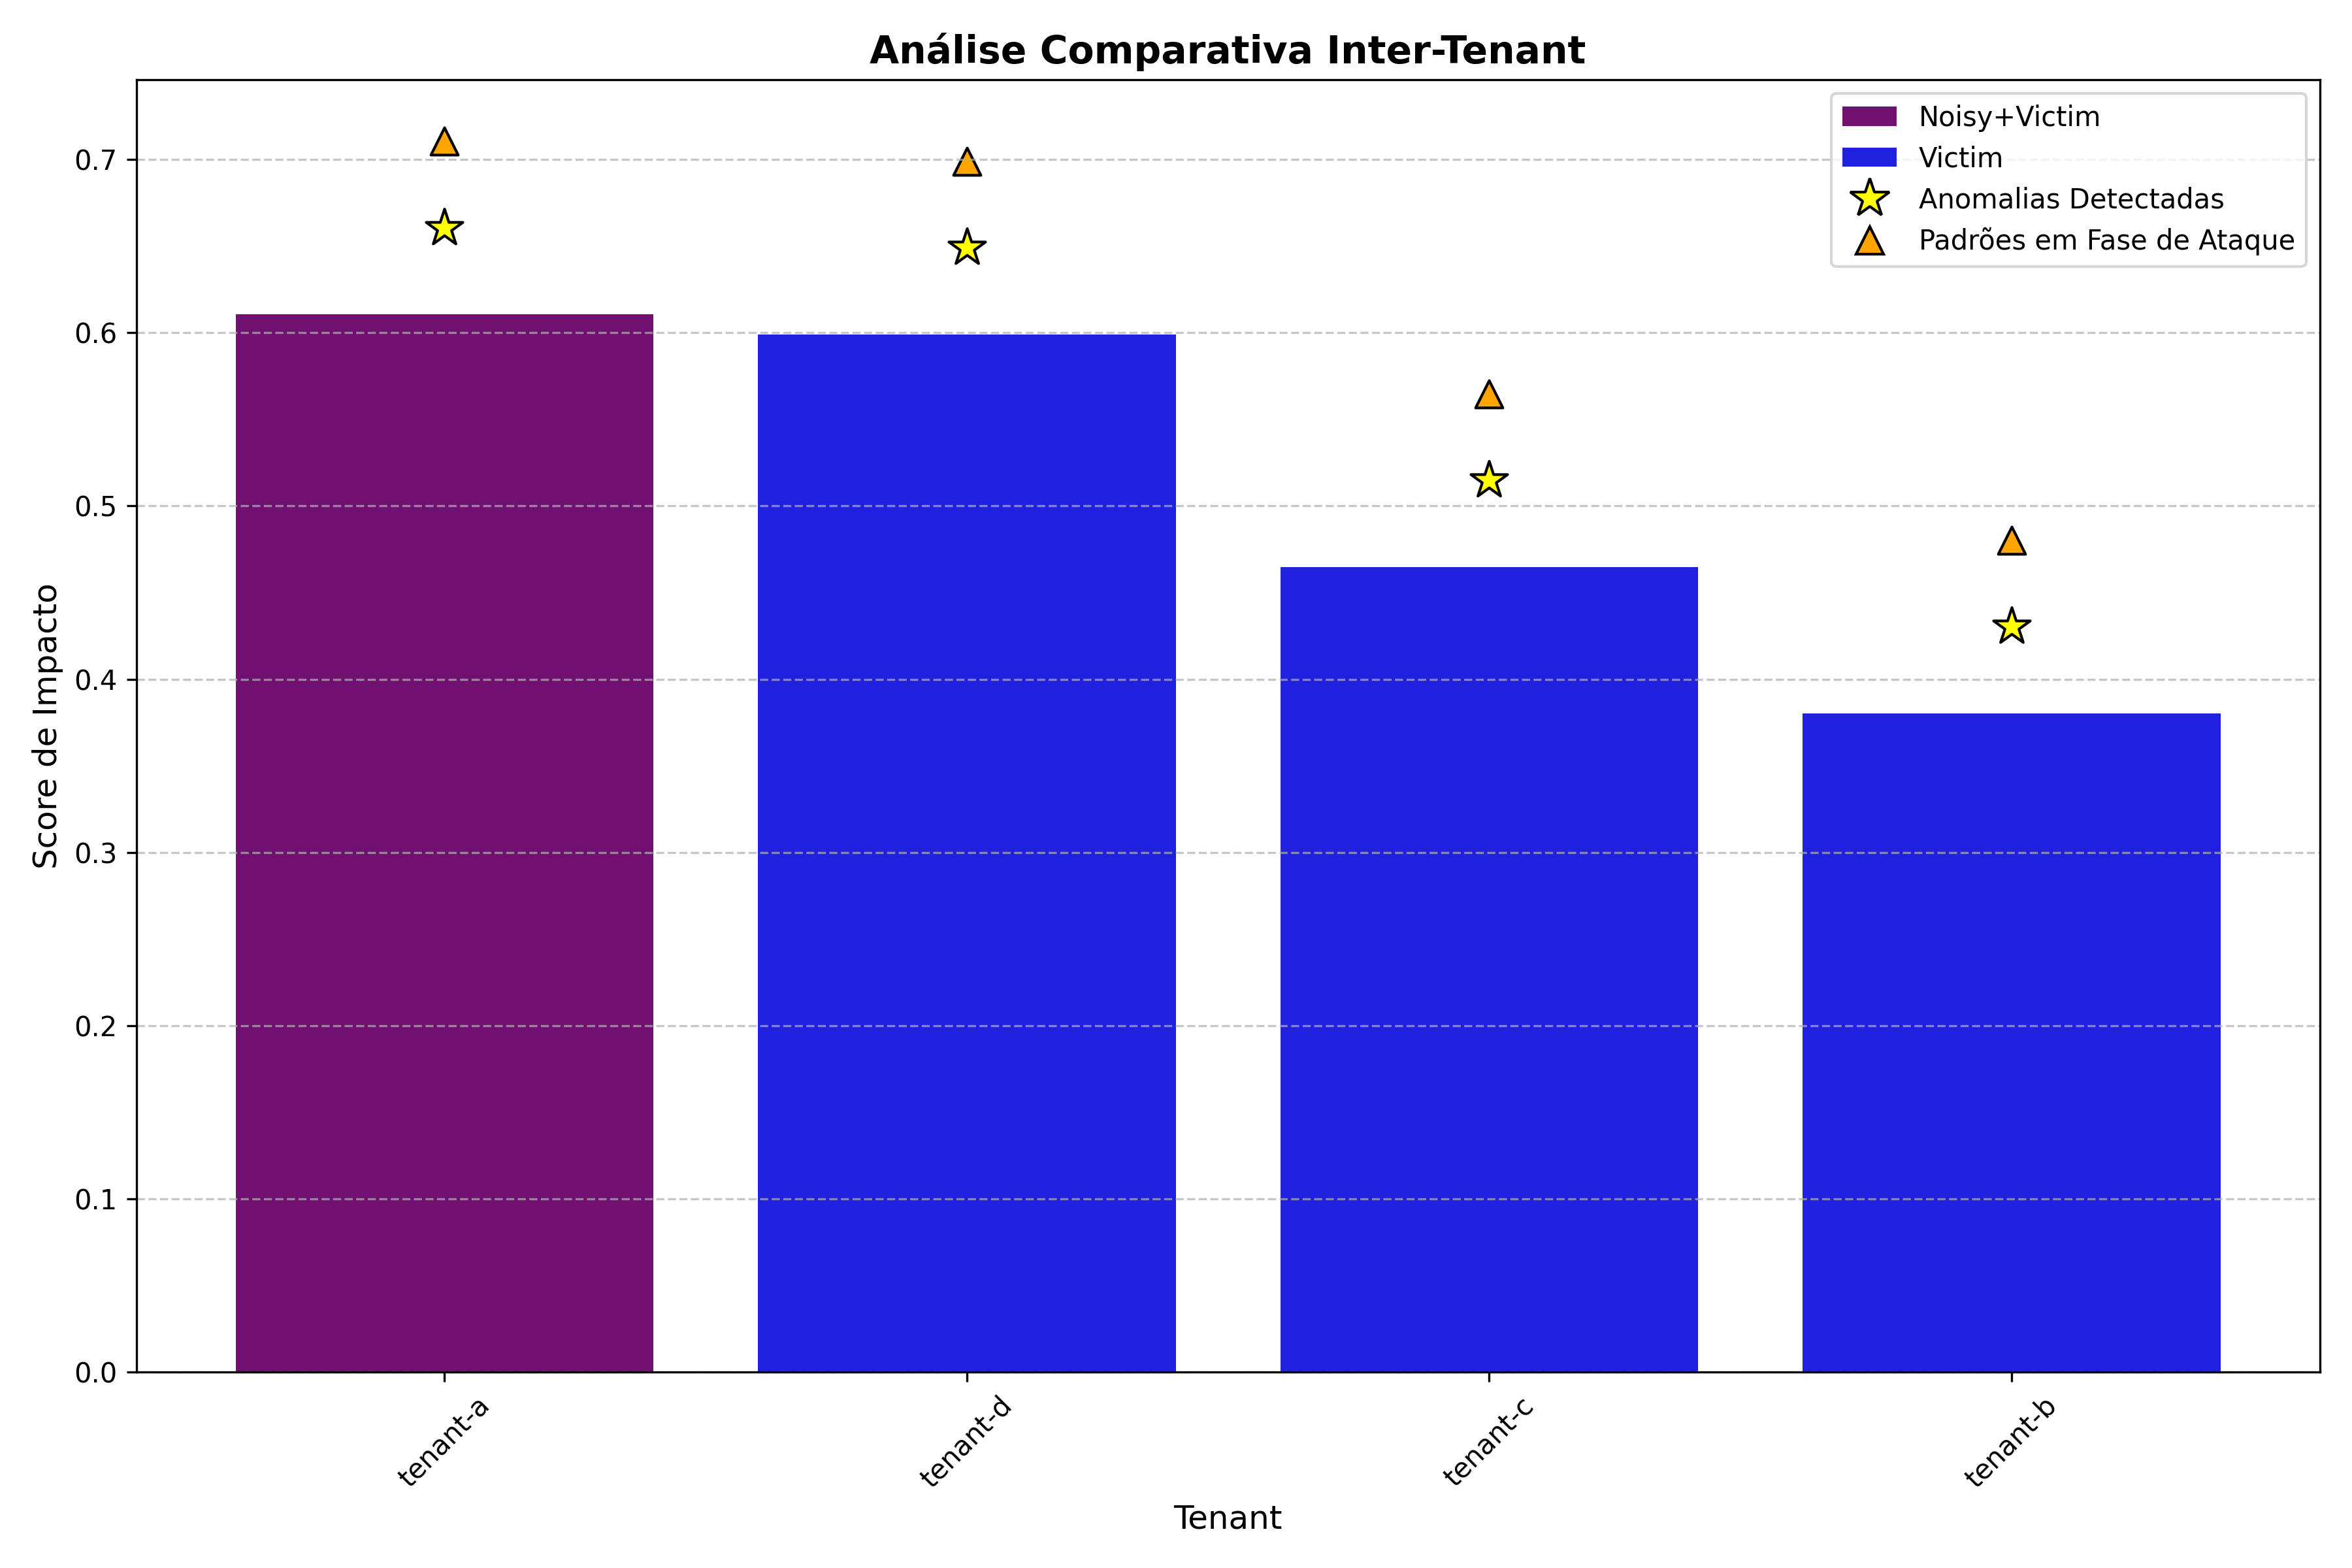 Análise Comparativa Inter-Tenant
Noisy+Victim
Victim
Anomalias Detectadas
Padrões em Fase de Ataque
Score de Impacto
0.7
0.6
0.5
0.4
0.3
0.2
0.1
0.0
tenant-a
tenant-d
tenant-c
tenant-b
Tenant